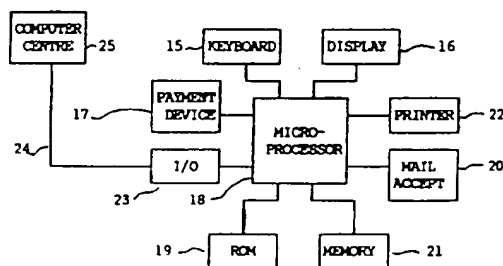 COMPUTER
CENTRE
25
15
KEYBOARD
DISPLAY
16
17
PAYMENT
DEVICE
MICRO-
PROCESSOR
PRINTER
22
24
I/O
23
18
MAIL
ACCEPT
20
19
ROM
MEMORY
21